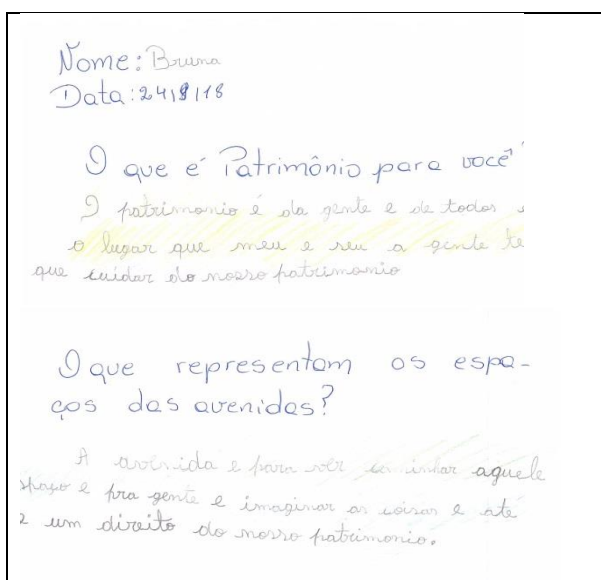 Nome: Bruna
Data: 24/8/18
O que é Patrimônio para você
O patrimonio é da gente e de todos
o lugar que meu e seu a gente te
que cuidar do nosso patrimonio
O que representam os espa-
ços das avenidas?
A avenida e para ver caminhar aquele
spaço e pra gente e imaginar as coisas e até
um direito do nosso patrimonio.